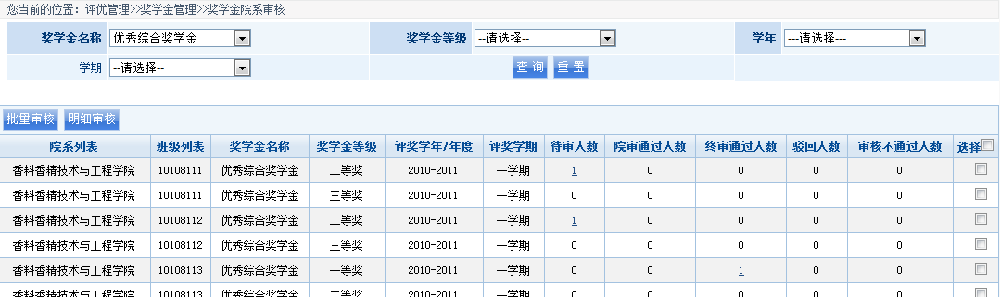 您当前的位置：评优管理>>奖学金管理>>奖学金院系审核
奖学金名称 优秀综合奖学金 奖学金等级 --请选择-- 学年 ---请选择---
学期 --请选择-- 查 询 重 置
批量审核 明细审核
院系列表 班级列表 奖学金名称 奖学金等级 评奖学年/年度 评奖学期 待审人数 院审通过人数 终审通过人数 驳回人数 审核不通过人数 选择
香料香精技术与工程学院 10108111 优秀综合奖学金 二等奖 2010-2011 一学期 1 0 0 0 0
香料香精技术与工程学院 10108111 优秀综合奖学金 三等奖 2010-2011 一学期 0 0 0 0 0
香料香精技术与工程学院 10108112 优秀综合奖学金 二等奖 2010-2011 一学期 1 0 0 0 0
香料香精技术与工程学院 10108112 优秀综合奖学金 三等奖 2010-2011 一学期 0 0 0 0 0
香料香精技术与工程学院 10108113 优秀综合奖学金 一等奖 2010-2011 一学期 0 0 1 0 0
香料香精技术与工程学院 10108113 优秀综合奖学金 二等奖 2010-2011 一学期 0 0 0 0 0